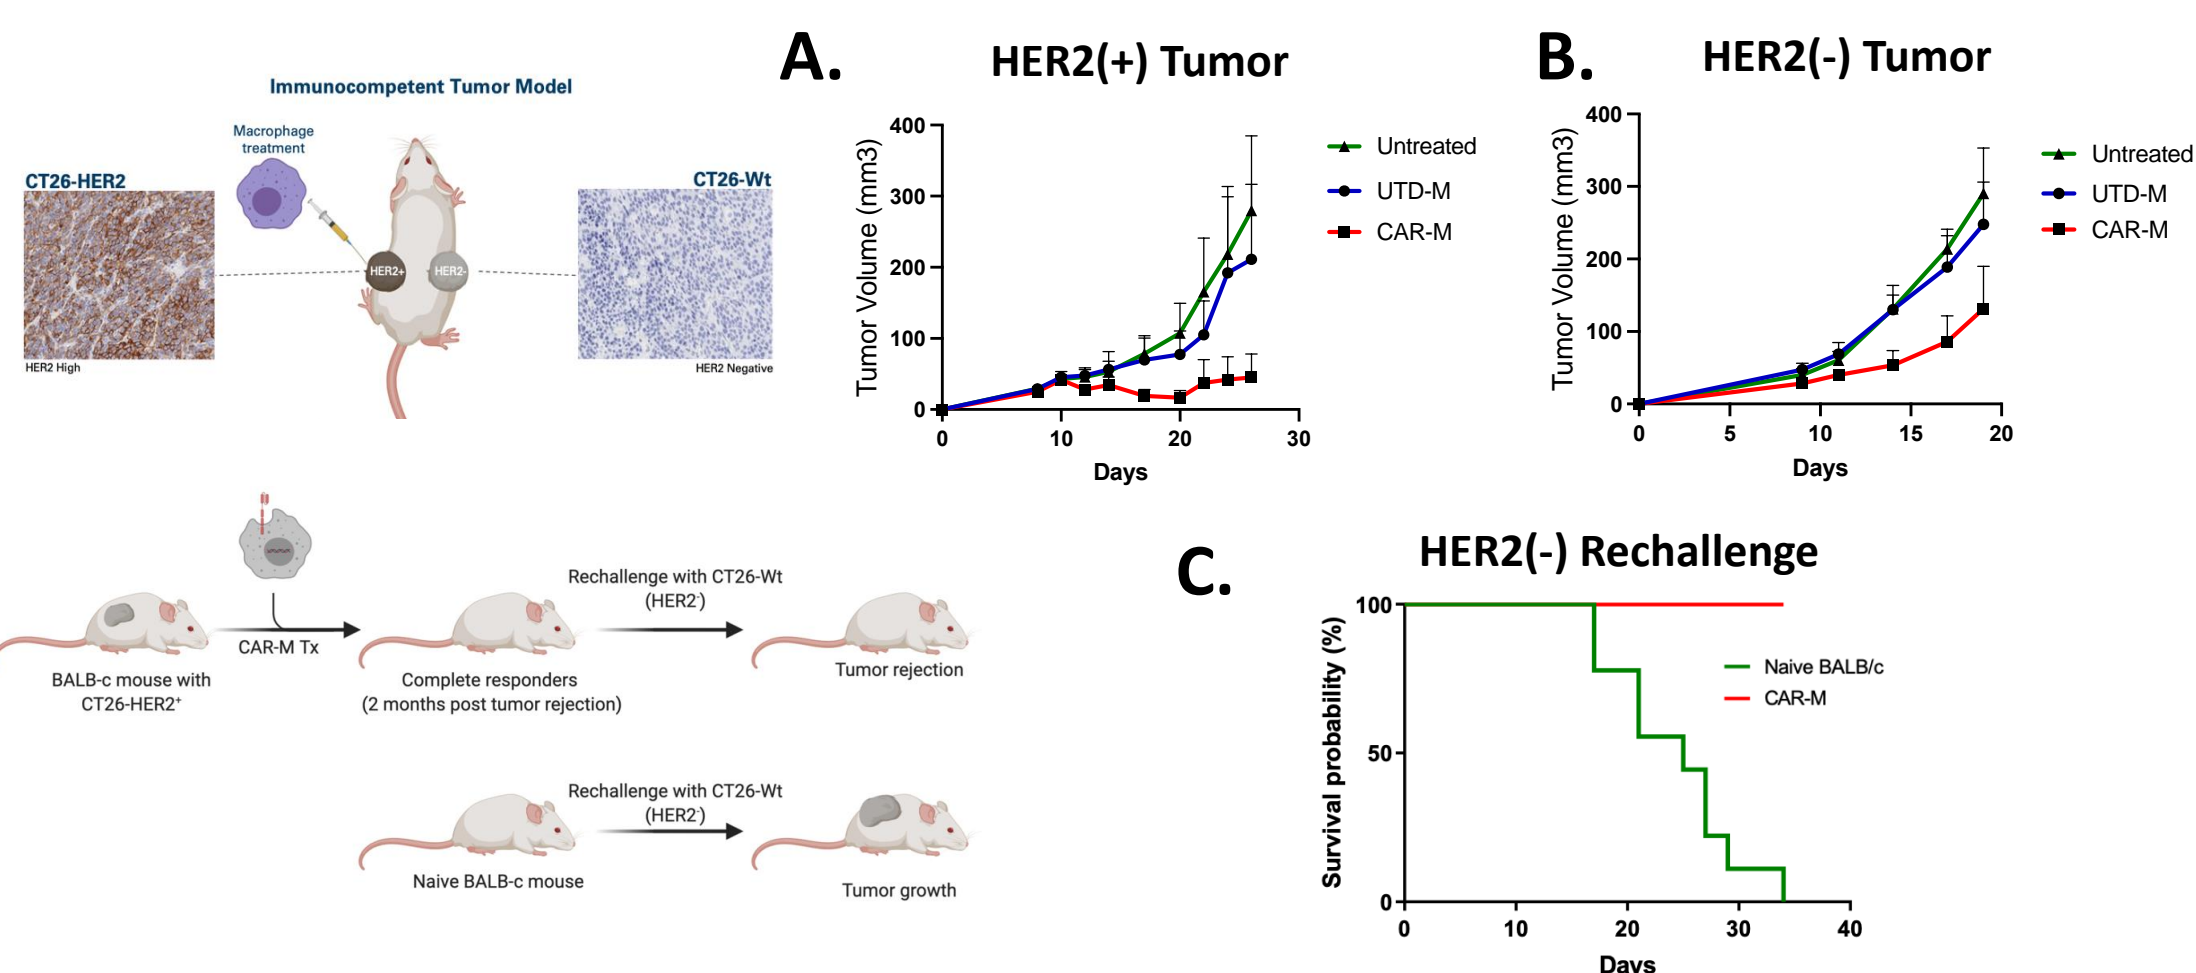 Immunocompetent Tumor Model
Macrophage
treatment
CT26-HER2
CT26-Wt
HER2+
HER2-
HER2 High
HER2 Negative
A.
HER2(+) Tumor
Tumor Volume (mm3)
400
300
200
100
0
0
10
20
30
Days
Untreated
UTD-M
CAR-M
B.
HER2(-) Tumor
Tumor Volume (mm3)
400
300
200
100
0
0
5
10
15
20
Days
Untreated
UTD-M
CAR-M
BALB-c mouse with
CT26-HER2⁺
CAR-M Tx
Complete responders
(2 months post tumor rejection)
Rechallenge with CT26-Wt
(HER2⁻)
Tumor rejection
Naive BALB-c mouse
Rechallenge with CT26-Wt
(HER2⁻)
Tumor growth
C.
HER2(-) Rechallenge
Survival probability (%)
100
50
0
0
10
20
30
40
Days
Naive BALB/c
CAR-M